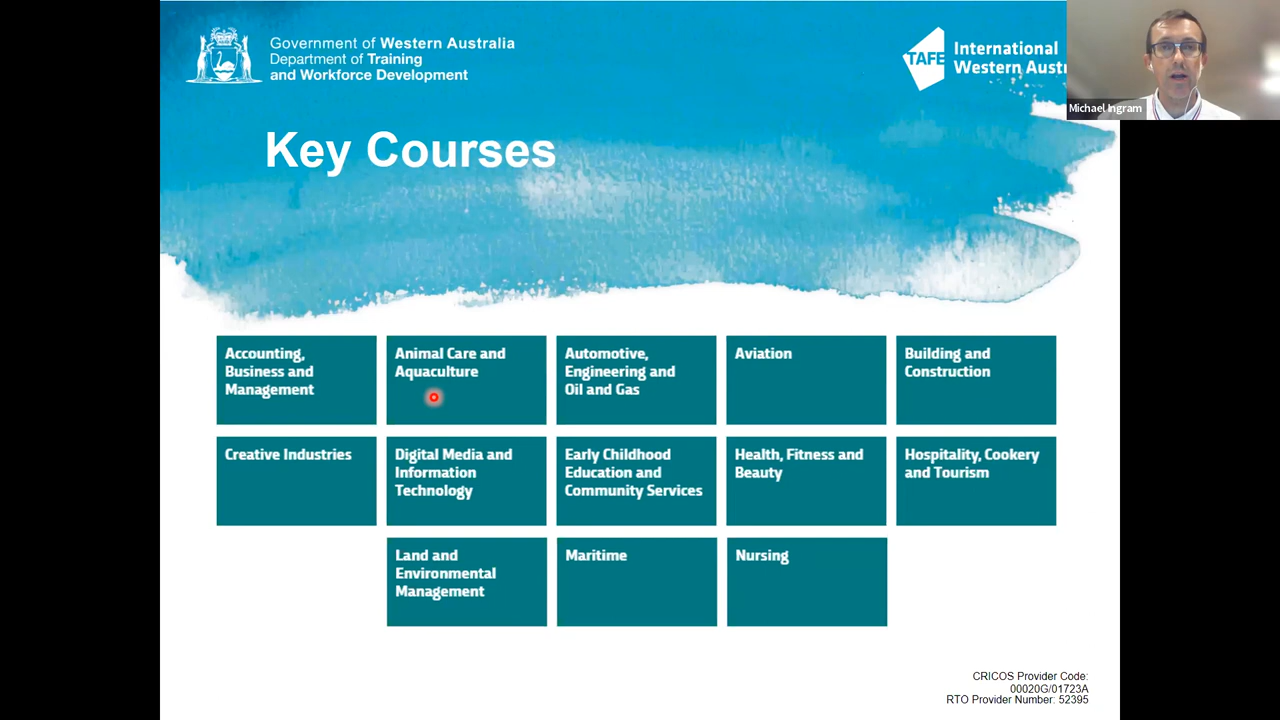 Government of Western Australia
Department of Training
and Workforce Development
TAFE
International
Western Austr
Michael Ingram
Key Courses
Accounting,
Business and
Management
Animal Care and
Aquaculture
Automotive,
Engineering and
Oil and Gas
Aviation
Building and
Construction
Creative Industries
Digital Media and
Information
Technology
Early Childhood
Education and
Community Services
Health, Fitness and
Beauty
Hospitality, Cookery
and Tourism
Land and
Environmental
Management
Maritime
Nursing
CRICOS Provider Code:
00020G/01723A
RTO Provider Number: 52395